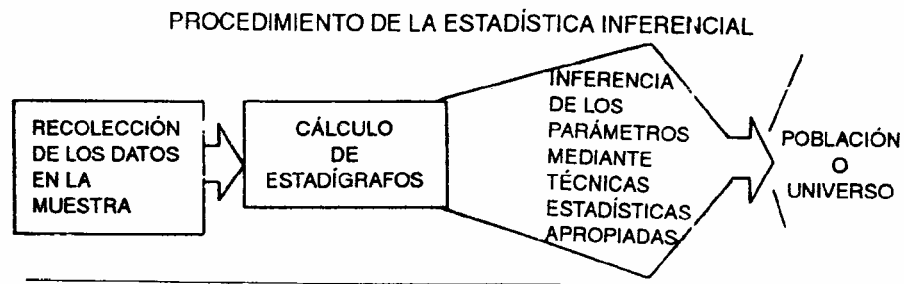 PROCEDIMIENTO DE LA ESTADÍSTICA INFERENCIAL
RECOLECCIÓN
DE LOS DATOS
EN LA
MUESTRA
CÁLCULO
DE
ESTADÍGRAFOS
INFERENCIA
DE LOS
PARÁMETROS
MEDIANTE
TÉCNICAS
ESTADÍSTICAS
APROPIADAS
POBLACIÓN
O
UNIVERSO